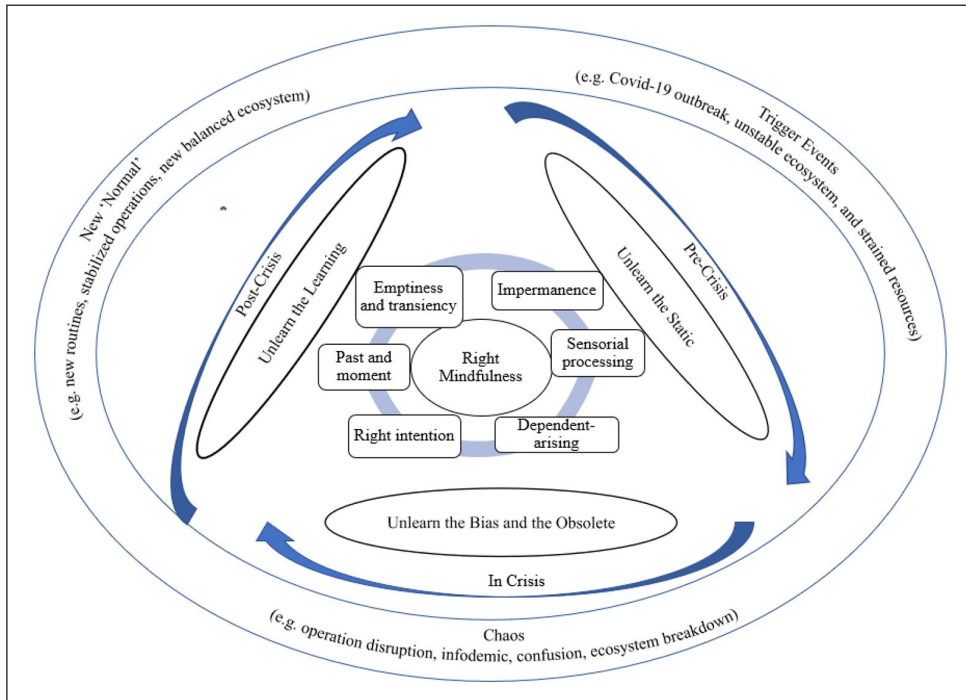 New ‘Normal’
(e.g. new routines, stabilized operations, new balanced ecosystem)
Trigger Events
(e.g. Covid-19 outbreak, unstable ecosystem, and strained resources)
Post-Crisis
Unlearn the Learning
Pre-Crisis
Unlearn the Static
Emptiness
and transiency
Impermanence
Past and
moment
Right
Mindfulness
Sensorial
processing
Right intention
Dependent-
arising
Unlearn the Bias and the Obsolete
In Crisis
Chaos
(e.g. operation disruption, infodemic, confusion, ecosystem breakdown)